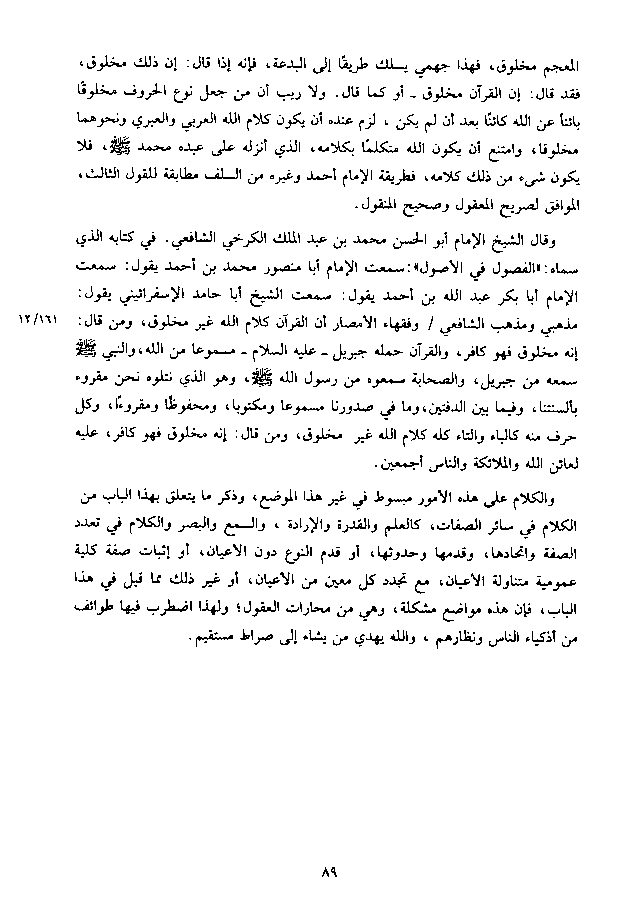 المعجم مخلوق، فهذا جهمي يسلك طريقًا إلى البدعة، فإنه إذا قال: إن ذلك مخلوق،
فقد قال: إن القرآن مخلوق ـ أو كما قال. ولا ريب أن من جعل نوع الحروف مخلوقًا
بائنًا عن الله كائنًا بعد أن لم يكن ، لزم عنده أن يكون كلام الله العربي والعبري ونحوهما
مخلوقا، وامتنع أن يكون الله متكلمًا بكلامه، الذي أنزله على عبده محمد ﷺ، فلا
يكون شىء من ذلك كلامه، فطريقة الإمام أحمد وغيره من السلف مطابقة للقول الثالث،
الموافق لصريح المعقول وصحيح المنقول.
وقال الشيخ الإمام أبو الحسن محمد بن عبد الملك الكرخي الشافعي. في كتابه الذي
سماه: «الفصول في الأصول»: سمعت الإمام أبا منصور محمد بن أحمد يقول: سمعت
الإمام أبا بكر عبد الله بن أحمد يقول: سمعت الشيخ أبا حامد الإسفرائيني يقول:
مذهبي ومذهب الشافعي / وفقهاء الأمصار أن القرآن كلام الله غير مخلوق، ومن قال: ١٢/١٦١
إنه مخلوق فهو كافر، والقرآن حمله جبريل ـ عليه السلام ـ مسموعا من الله، والنبي ﷺ
سمعه من جبريل، والصحابة سمعوه من رسول الله ﷺ، وهو الذي نتلوه نحن مقروء
بألسنتنا، وفيما بين الدفتين، وما في صدورنا مسموعا ومكتوبا، ومحفوظًا ومقروءًا، وكل
حرف منه كالباء والتاء كله كلام الله غير مخلوق، ومن قال: إنه مخلوق فهو كافر، عليه
لعائن الله والملائكة والناس أجمعين.
والكلام على هذه الأمور مبسوط في غير هذا الموضع، وذكر ما يتعلق بهذا الباب من
الكلام في سائر الصفات، كالعلم والقدرة والإرادة ، والسمع والبصر والكلام في تعدد
الصفة واتحادها، وقدمها وحدوثها، أو قدم النوع دون الأعيان، أو إثبات صفة كلية
عمومية متناولة الأعيان، مع تجدد كل معين من الأعيان، أو غير ذلك مما قيل في هذا
الباب، فإن هذه مواضع مشكلة، وهي من محارات العقول؛ ولهذا اضطرب فيها طوائف
من أذكياء الناس ونظارهم ، والله يهدي من يشاء إلى صراط مستقيم.
٨٩